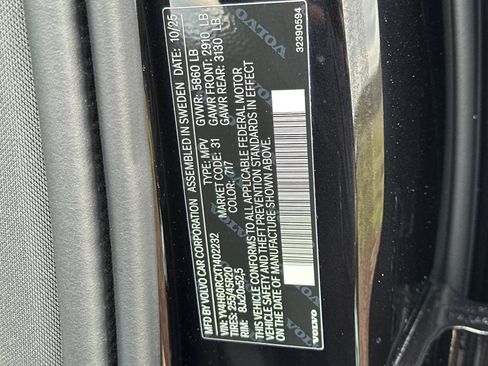 MFD BY VOLVO CAR CORPORATION ASSEMBLED IN SWEDEN DATE: 10/25
GVWR: 5860 LB
GAWR FRONT: 2910 LB
GAWR REAR: 3130 LB
TYPE: MPV
MARKET CODE: 31
COLOR: 717
TIRES: 255/45R20
RIM: 8Jx20x52,5
THIS VEHICLE CONFORMS TO ALL APPLICABLE FEDERAL MOTOR
VEHICLE SAFETY AND THEFT PREVENTION STANDARDS IN EFFECT
ON THE DATE OF MANUFACTURE SHOWN ABOVE.
VOLVO
32390594
VOLVO